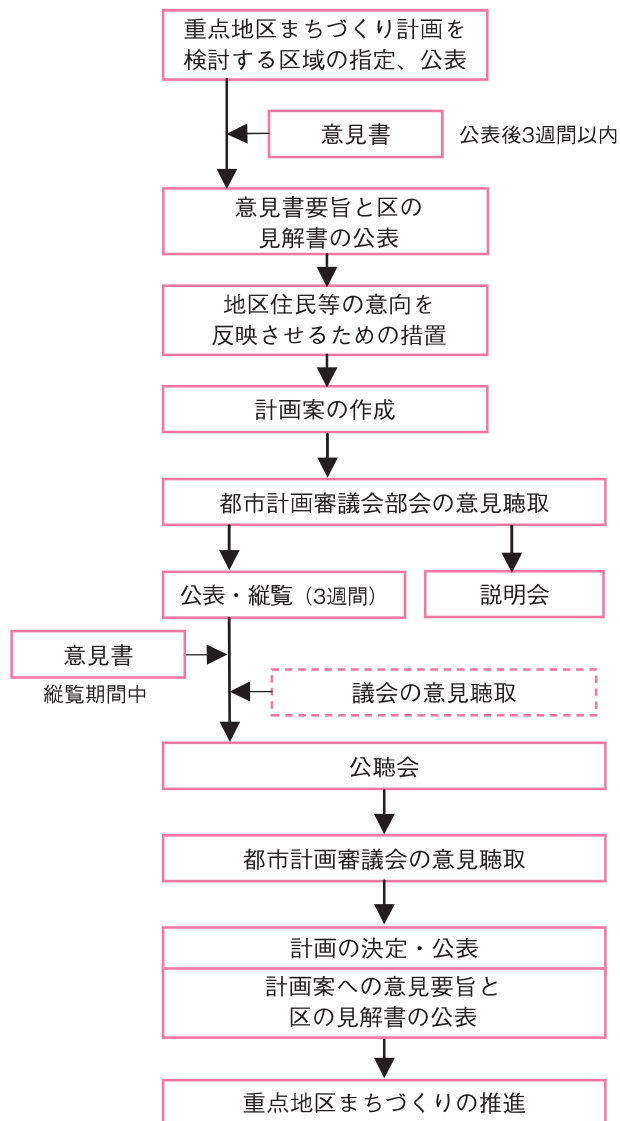 重点地区まちづくり計画を
検討する区域の指定、公表
意見書
公表後3週間以内
意見書要旨と区の
見解書の公表
地区住民等の意向を
反映させるための措置
計画案の作成
都市計画審議会部会の意見聴取
公表・縦覧（3週間）
説明会
意見書
縦覧期間中
議会の意見聴取
公聴会
都市計画審議会の意見聴取
計画の決定・公表
計画案への意見要旨と
区の見解書の公表
重点地区まちづくりの推進